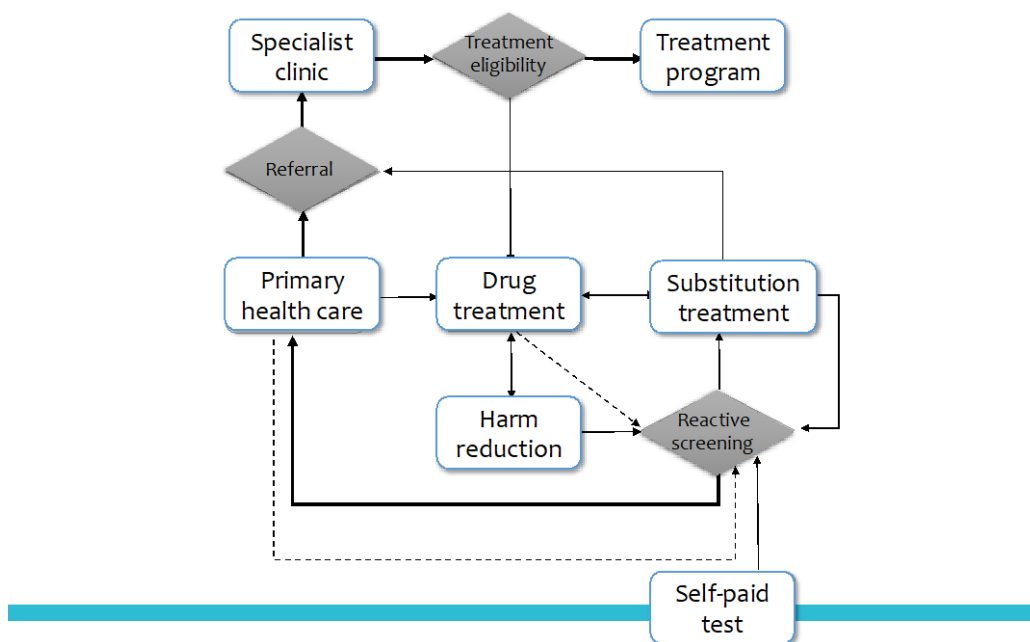 Specialist
clinic
Treatment
eligibility
Treatment
program
Referral
Primary
health care
Drug
treatment
Substitution
treatment
Harm
reduction
Reactive
screening
Self-paid
test